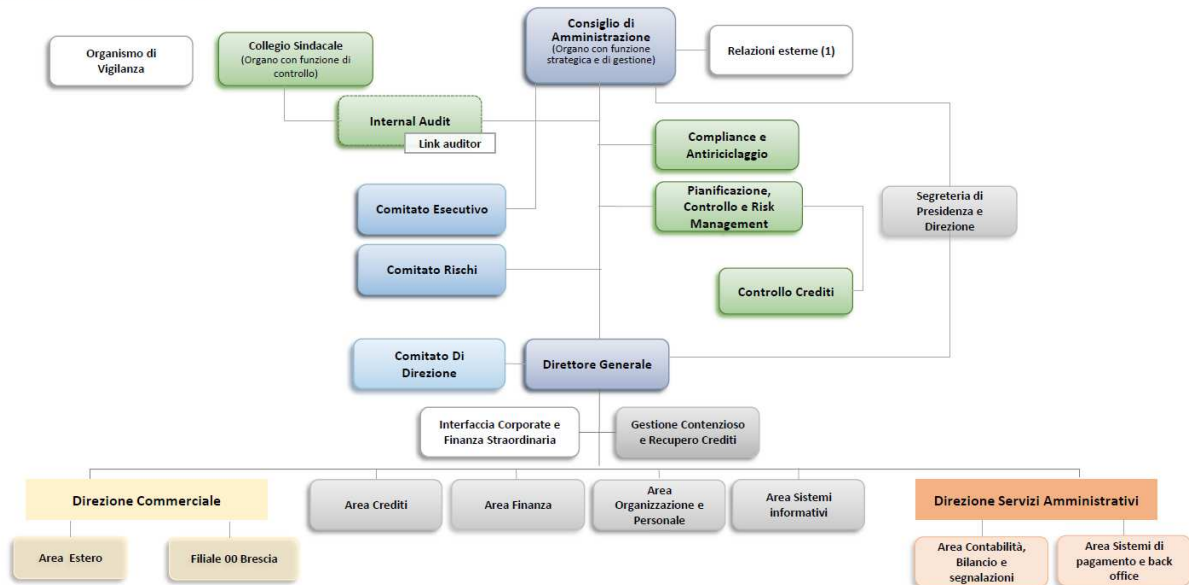 Organismo di
Vigilanza
Collegio Sindacale
(Organo con funzione di
controllo)
Consiglio di
Amministrazione
(Organo con funzione
strategica e di gestione)
Relazioni esterne (1)
Internal Audit
Link auditor
Compliance e
Antiriciclaggio
Comitato Esecutivo
Pianificazione,
Controllo e Risk
Management
Segreteria di
Presidenza e
Direzione
Comitato Rischi
Controllo Crediti
Comitato Di
Direzione
Direttore Generale
Interfaccia Corporate e
Finanza Straordinaria
Gestione Contenzioso
e Recupero Crediti
Direzione Commerciale
Area Crediti
Area Finanza
Area
Organizzazione e
Personale
Area Sistemi
informativi
Direzione Servizi Amministrativi
Area  Estero
Filiale 00 Brescia
Area Contabilità,
Bilancio e
segnalazioni
Area Sistemi di
pagamento e back
office